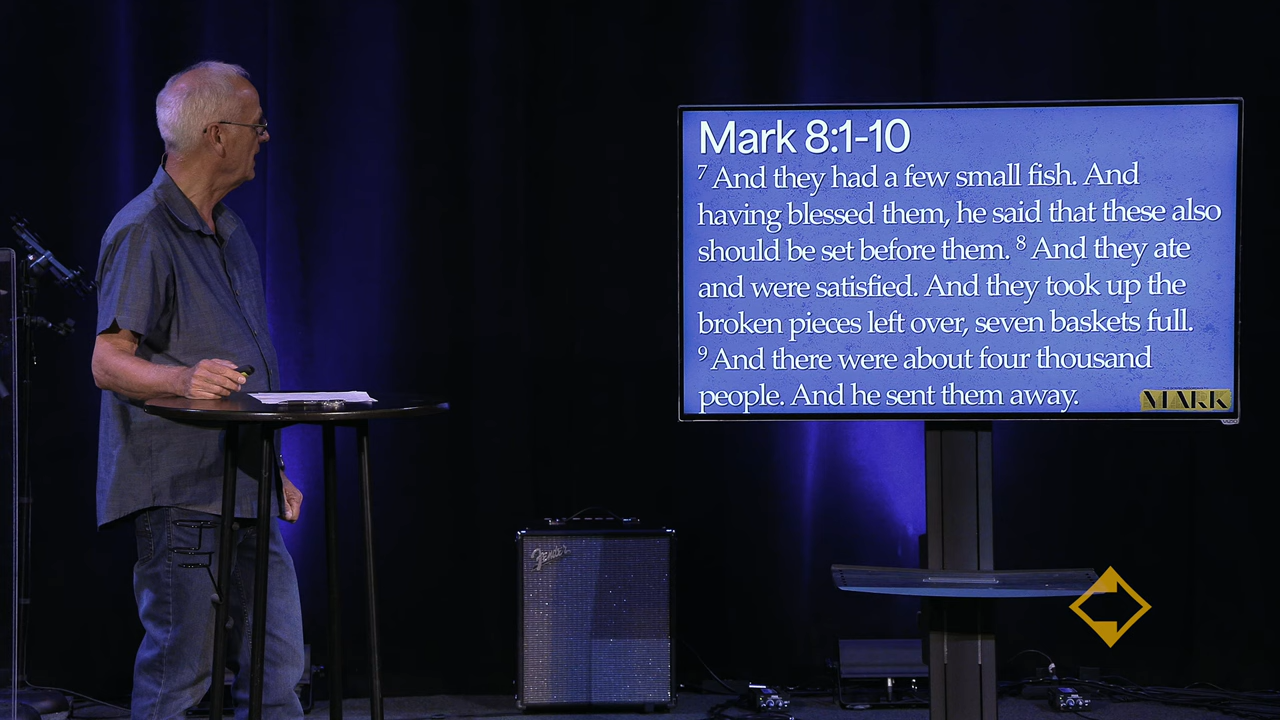 Mark 8:1-10
7 And they had a few small fish. And
having blessed them, he said that these also
should be set before them. 8 And they ate
and were satisfied. And they took up the
broken pieces left over, seven baskets full.
9 And there were about four thousand
people. And he sent them away.
MARK
Fender